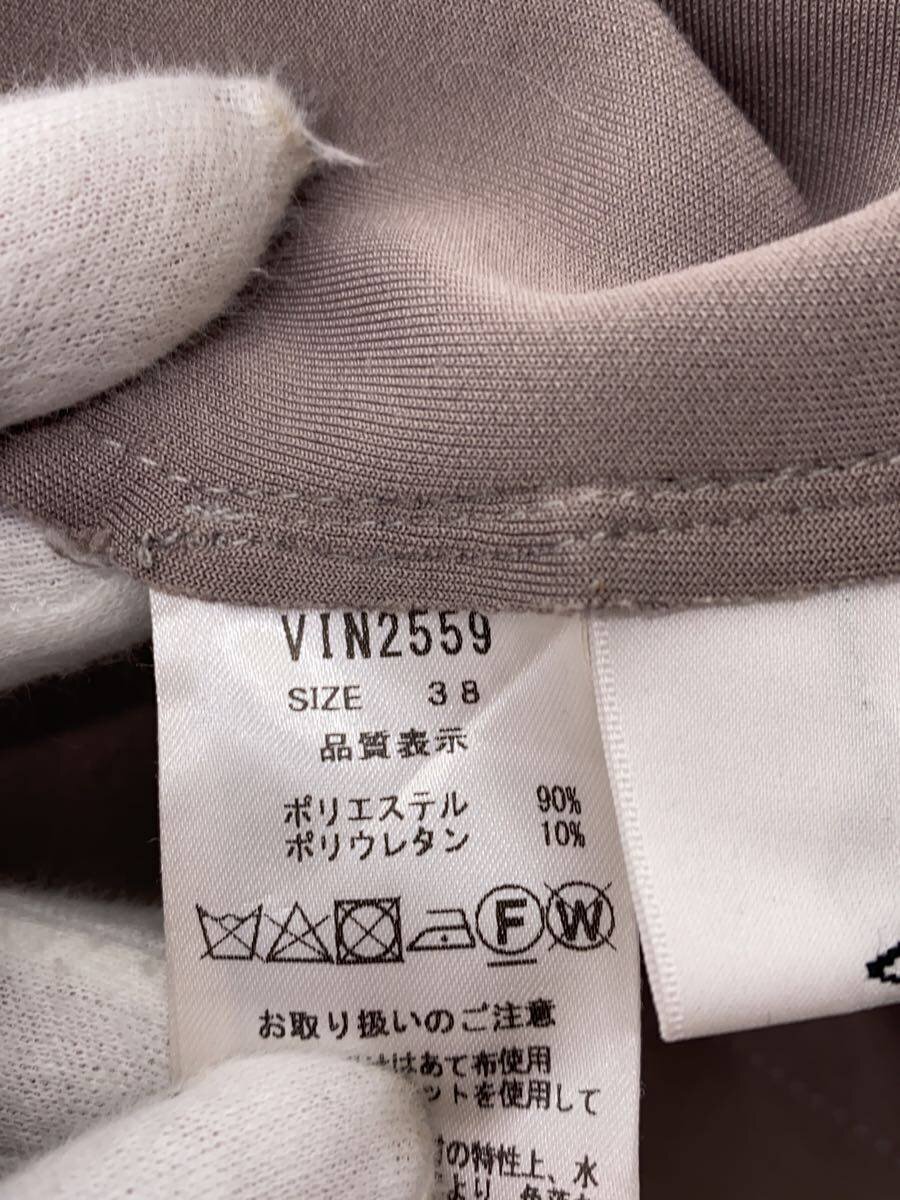 VIN2559
SIZE 38
品質表示
ポリエステル 90%
ポリウレタン 10%
F W
お取り扱いのご注意
はあて布使用
ットを使用して
の特性上、水
より